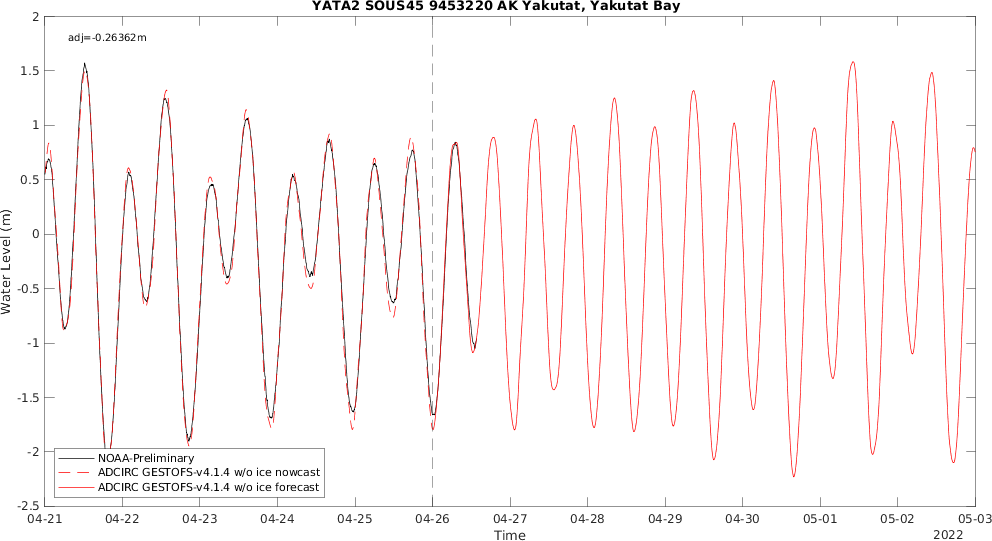 YATA2 SOUS45 9453220 AK Yakutat, Yakutat Bay
adj=-0.26362m
2
1.5
1
0.5
0
-0.5
-1
-1.5
-2
-2.5
Water Level (m)
NOAA-Preliminary
ADCIRC GESTOFS-v4.1.4 w/o ice nowcast
ADCIRC GESTOFS-v4.1.4 w/o ice forecast
04-21 04-22 04-23 04-24 04-25 04-26 04-27 04-28 04-29 04-30 05-01 05-02 05-03
Time
2022